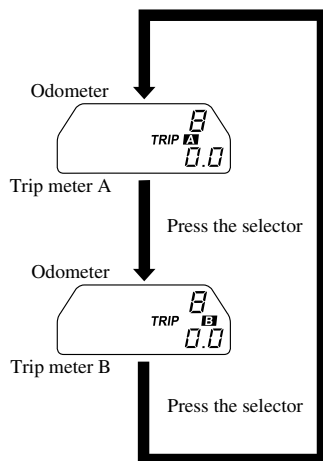 Odometer
8
TRIP A
0.0
Trip meter A
Press the selector
Odometer
8
TRIP B
0.0
Trip meter B
Press the selector